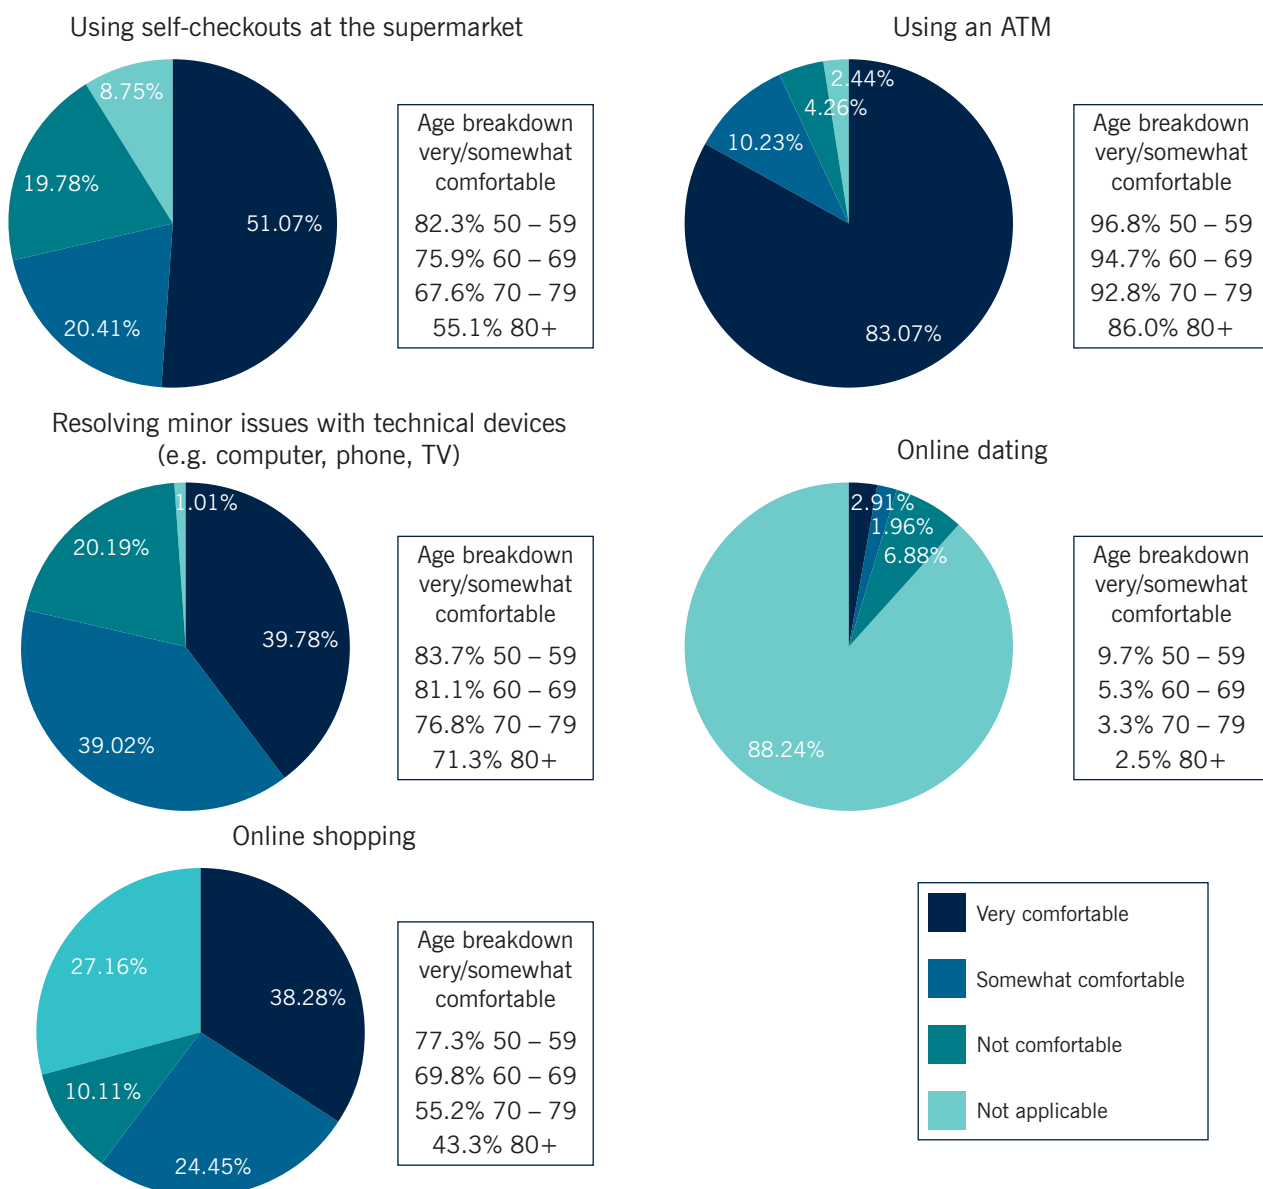 Using self-checkouts at the supermarket
8.75%
19.78%
51.07%
20.41%
Age breakdown
very/somewhat
comfortable
82.3% 50 – 59
75.9% 60 – 69
67.6% 70 – 79
55.1% 80+
Using an ATM
2.44%
4.26%
10.23%
83.07%
Age breakdown
very/somewhat
comfortable
96.8% 50 – 59
94.7% 60 – 69
92.8% 70 – 79
86.0% 80+
Resolving minor issues with technical devices
(e.g. computer, phone, TV)
1.01%
20.19%
39.78%
39.02%
Age breakdown
very/somewhat
comfortable
83.7% 50 – 59
81.1% 60 – 69
76.8% 70 – 79
71.3% 80+
Online dating
2.91%
1.96%
6.88%
88.24%
Age breakdown
very/somewhat
comfortable
9.7% 50 – 59
5.3% 60 – 69
3.3% 70 – 79
2.5% 80+
Online shopping
27.16%
38.28%
10.11%
24.45%
Age breakdown
very/somewhat
comfortable
77.3% 50 – 59
69.8% 60 – 69
55.2% 70 – 79
43.3% 80+
Very comfortable
Somewhat comfortable
Not comfortable
Not applicable